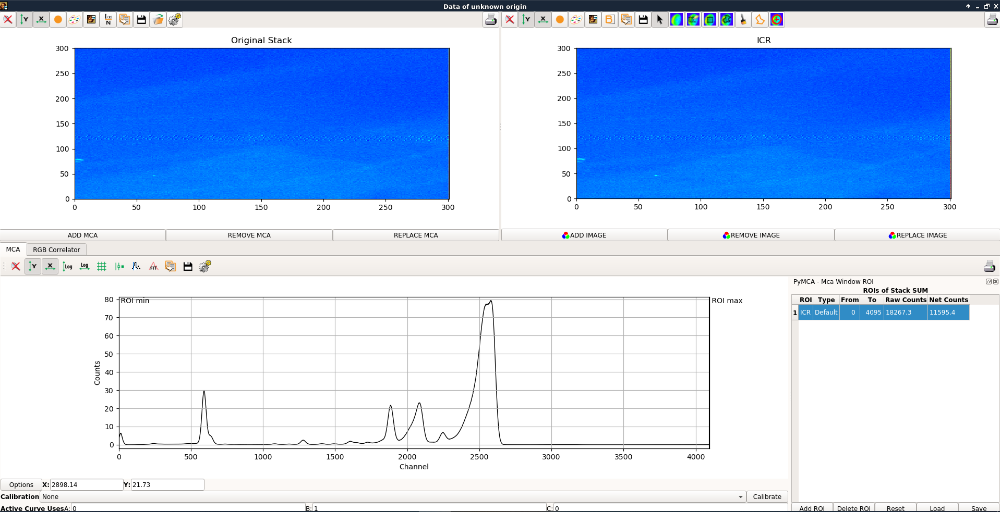 Data of unknown origin
Y X I(x) N
Y X B
Original Stack
ICR
300
250
200
150
100
50
0
0 50 100 150 200 250 300
300
250
200
150
100
50
0
0 50 100 150 200 250 300
ADD MCA REMOVE MCA REPLACE MCA ADD IMAGE REMOVE IMAGE REPLACE IMAGE
MCA RGB Correlator
Y X Log Log FIT
PyMCA - Mca Window ROI
ROIs of Stack SUM
ROI Type From To Raw Counts Net Counts
1 ICR Default 0 4095 18267.3 11595.4
ROI min ROI max
80
70
60
50
40
30
20
10
0
Counts
0 500 1000 1500 2000 2500 3000 3500 4000
Channel
Options X: 2898.14 Y: 21.73
Calibration None Calibrate
Active Curve Uses A: 0 B: 1 C: 0
Add ROI Delete ROI Reset Load Save